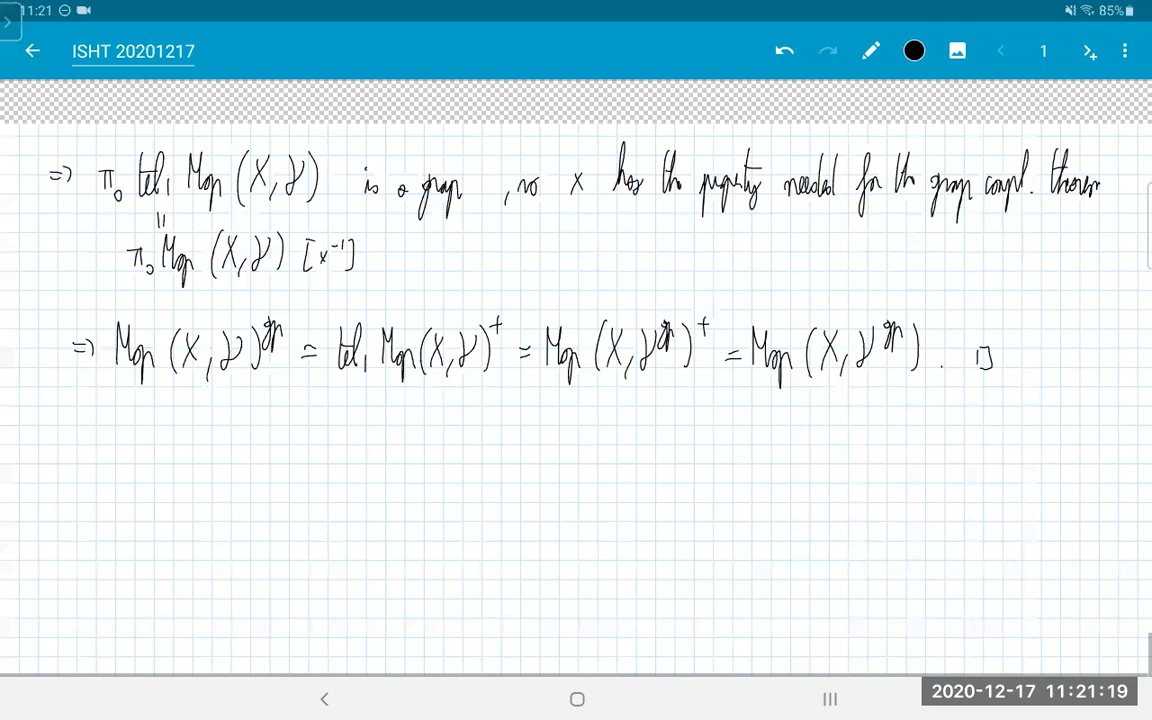 11:21 85%
ISHT 20201217 1
⇒ π₀ tel₁ Map (X, Y) is a group, so x has the property needed for the group compl. theorem
||
π₀ Map (X, Y) [x⁻¹]
⇒ Map (X, Y)^gp = tel₁ Map (X, Y)⁺ = Map (X, Y^gp)⁺ = Map (X, Y^gp). □
2020-12-17 11:21:19